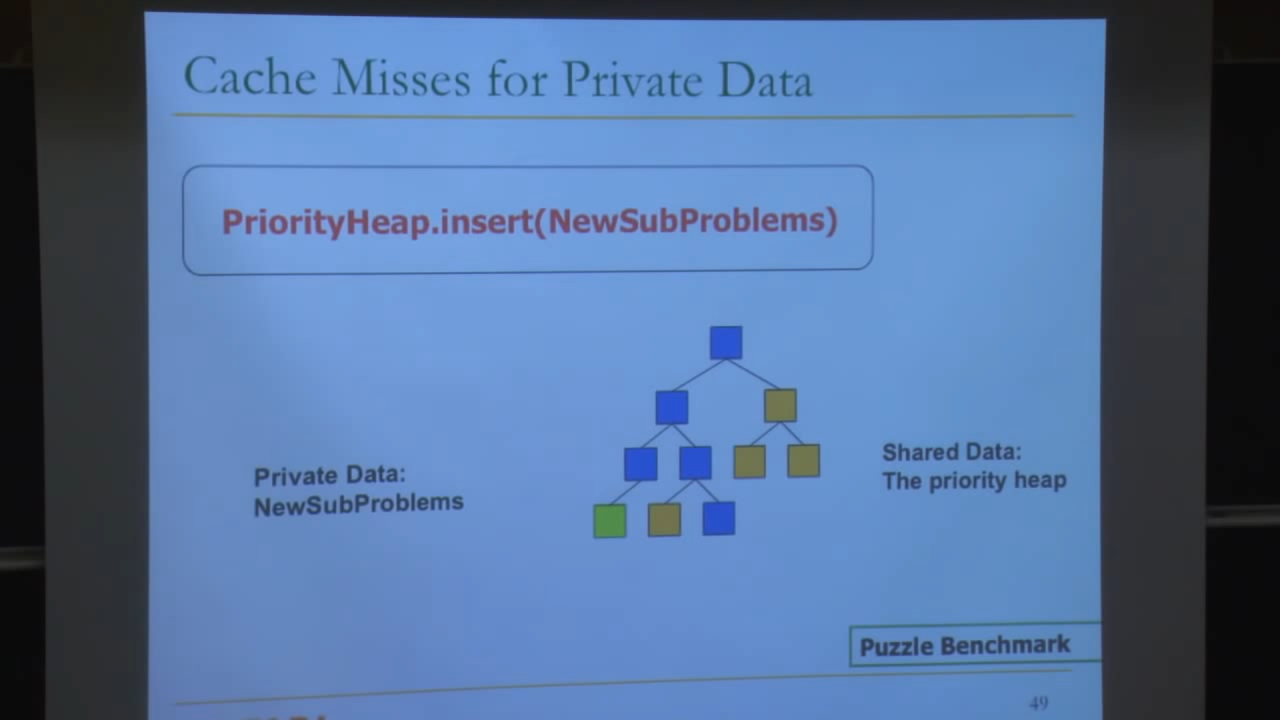 Cache Misses for Private Data
PriorityHeap.insert(NewSubProblems)
Private Data:
NewSubProblems
Shared Data:
The priority heap
Puzzle Benchmark
49